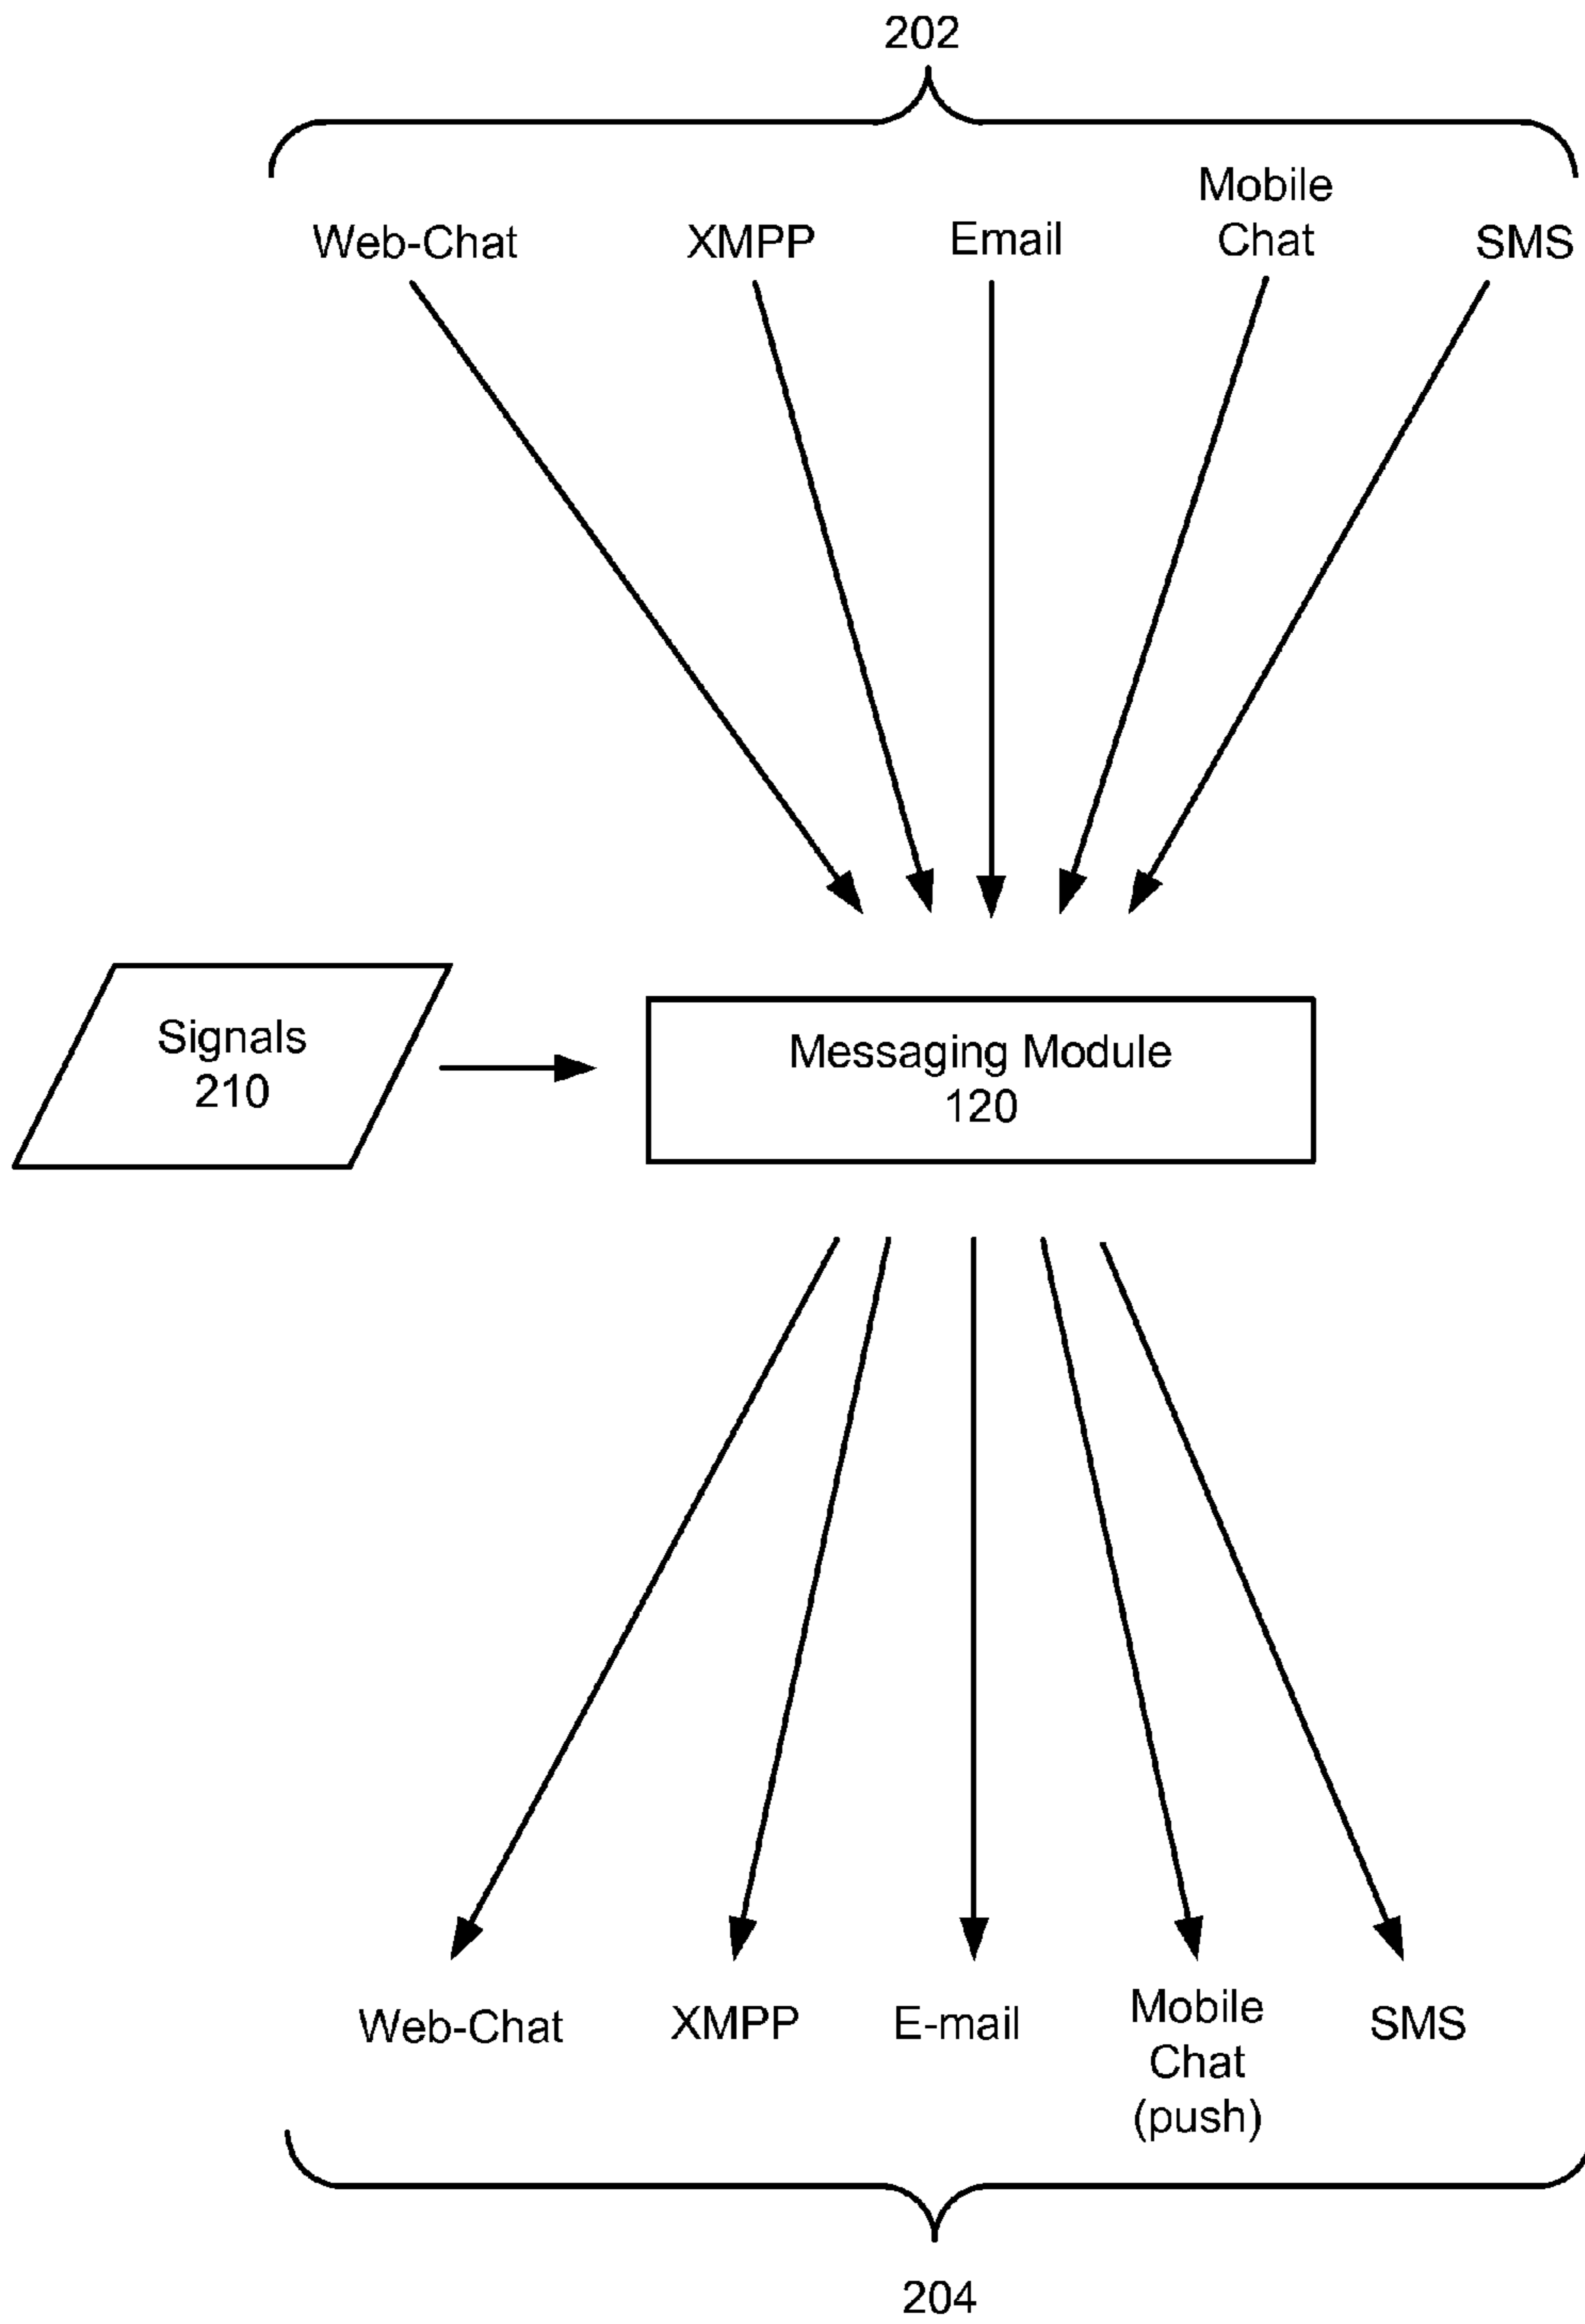 202
Web-Chat XMPP Email Mobile Chat SMS
Signals
210
Messaging Module
120
Web-Chat XMPP E-mail Mobile Chat (push) SMS
204